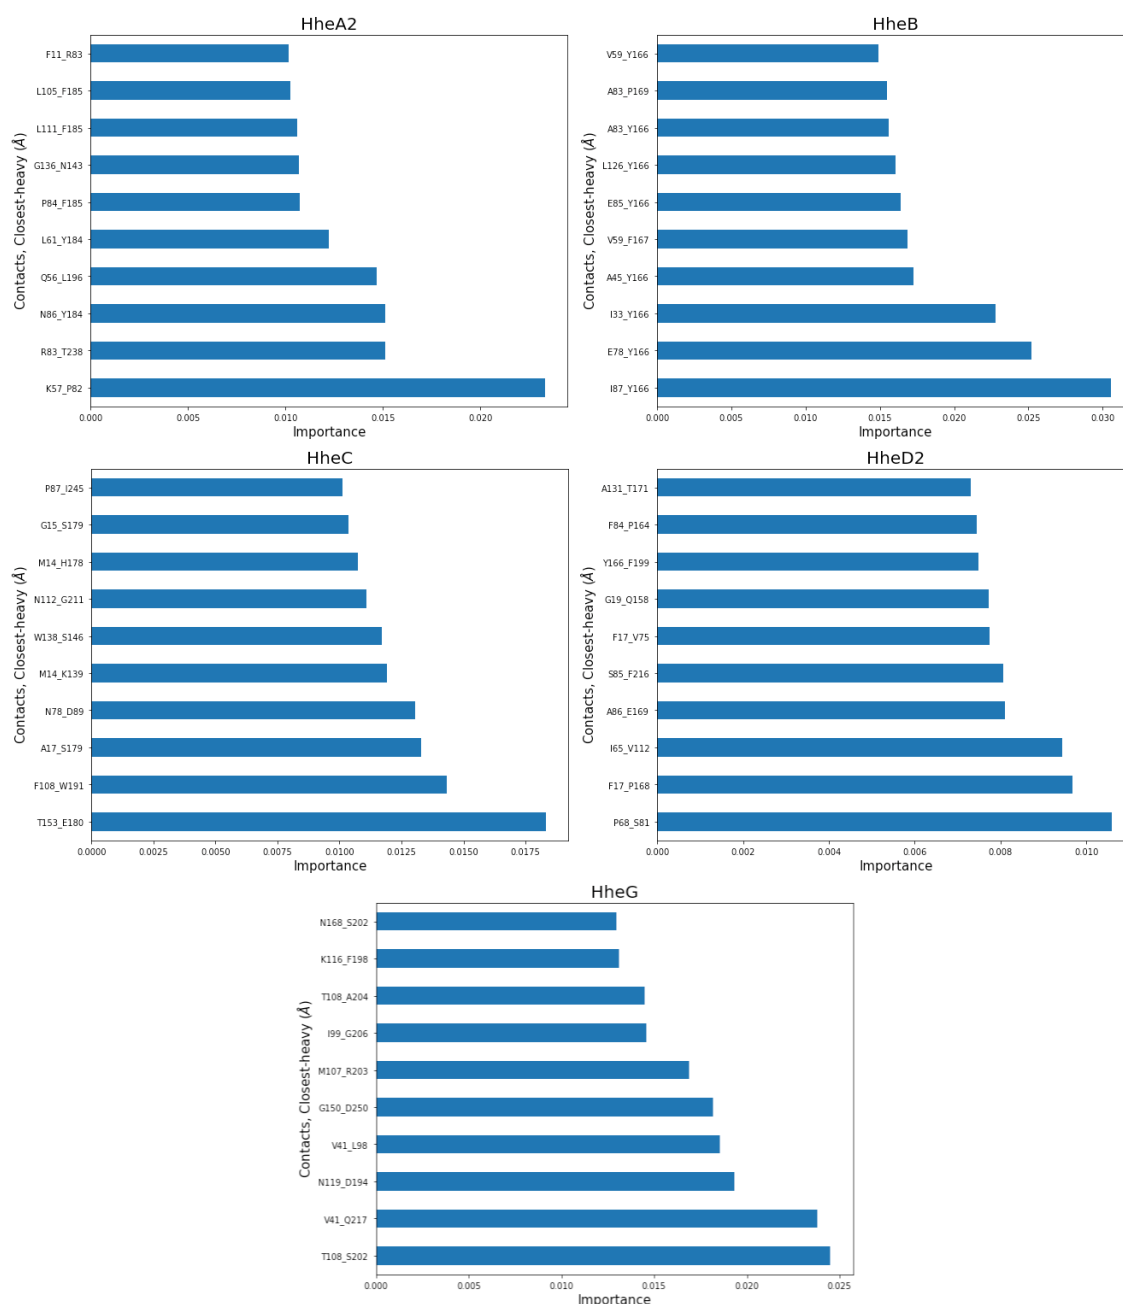 HheA2
Contacts, Closest-heavy (Å)
F11_R83
L105_F185
L111_F185
G136_N143
P84_F185
L61_Y184
Q56_L196
N86_Y184
R83_T238
K57_P82
0.000 0.005 0.010 0.015 0.020
Importance
HheB
Contacts, Closest-heavy (Å)
V59_Y166
A83_P169
A83_Y166
L126_Y166
E85_Y166
V59_F167
A45_Y166
I33_Y166
E78_Y166
I87_Y166
0.000 0.005 0.010 0.015 0.020 0.025 0.030
Importance
HheC
Contacts, Closest-heavy (Å)
P87_I245
G15_S179
M14_H178
N112_G211
W138_S146
M14_K139
N78_D89
A17_S179
F108_W191
T153_E180
0.0000 0.0025 0.0050 0.0075 0.0100 0.0125 0.0150 0.0175
Importance
HheD2
Contacts, Closest-heavy (Å)
A131_T171
F84_P164
Y166_F199
G19_Q158
F17_V75
S85_F216
A86_E169
I65_V112
F17_P168
P68_S81
0.000 0.002 0.004 0.006 0.008 0.010
Importance
HheG
Contacts, Closest-heavy (Å)
N168_S202
K116_F198
T108_A204
I99_G206
M107_R203
G150_D250
V41_L98
N119_D194
V41_Q217
T108_S202
0.000 0.005 0.010 0.015 0.020 0.025
Importance